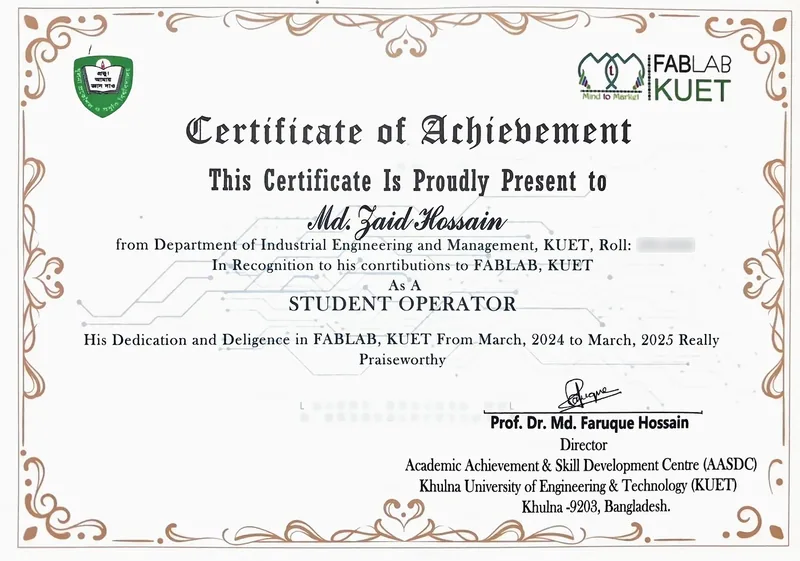 প্রভু!
আমায়
জ্ঞান দাও
Mind to Market
FABLAB
KUET
Certificate of Achievement
This Certificate Is Proudly Present to
Md. Zaid Hossain
from Department of Industrial Engineering and Management, KUET, Roll:
In Recognition to his conrtibutions to FABLAB, KUET
As A
STUDENT OPERATOR
His Dedication and Deligence in FABLAB, KUET From March, 2024 to March, 2025 Really
Praiseworthy
Prof. Dr. Md. Faruque Hossain
Director
Academic Achievement & Skill Development Centre (AASDC)
Khulna University of Engineering & Technology (KUET)
Khulna -9203, Bangladesh.